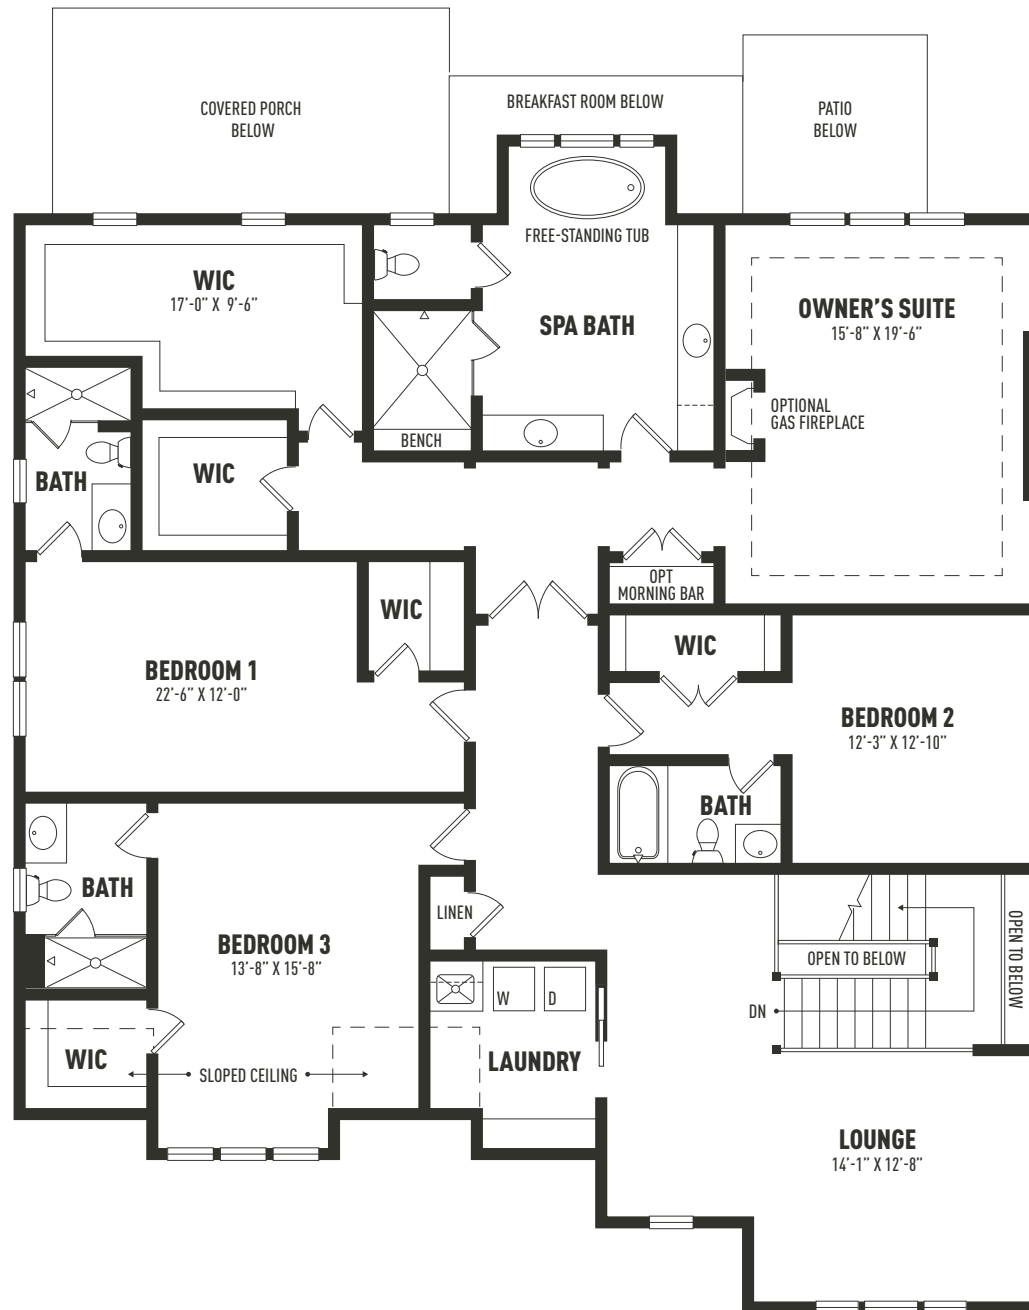 COVERED PORCH
BELOW
BREAKFAST ROOM BELOW
PATIO
BELOW
FREE-STANDING TUB
WIC
17'-0" X 9'-6"
SPA BATH
OWNER'S SUITE
15'-8" X 19'-6"
OPTIONAL
GAS FIREPLACE
BENCH
BATH
WIC
OPT
MORNING BAR
WIC
WIC
BEDROOM 1
22'-6" X 12'-0"
BEDROOM 2
12'-3" X 12'-10"
BATH
BATH
LINEN
BEDROOM 3
13'-8" X 15'-8"
OPEN TO BELOW
OPEN TO BELOW
W
D
DN
WIC
SLOPED CEILING
LAUNDRY
LOUNGE
14'-1" X 12'-8"